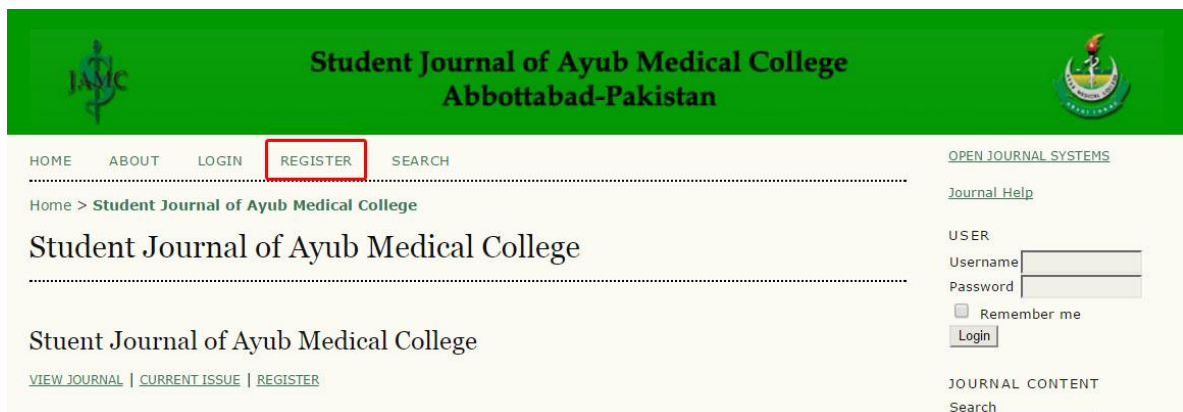 JAMC
Student Journal of Ayub Medical College
Abbottabad-Pakistan
HOME ABOUT LOGIN REGISTER SEARCH
Home > Student Journal of Ayub Medical College
Student Journal of Ayub Medical College
Stuent Journal of Ayub Medical College
VIEW JOURNAL | CURRENT ISSUE | REGISTER
OPEN JOURNAL SYSTEMS
Journal Help
USER
Username
Password
Remember me
Login
JOURNAL CONTENT
Search